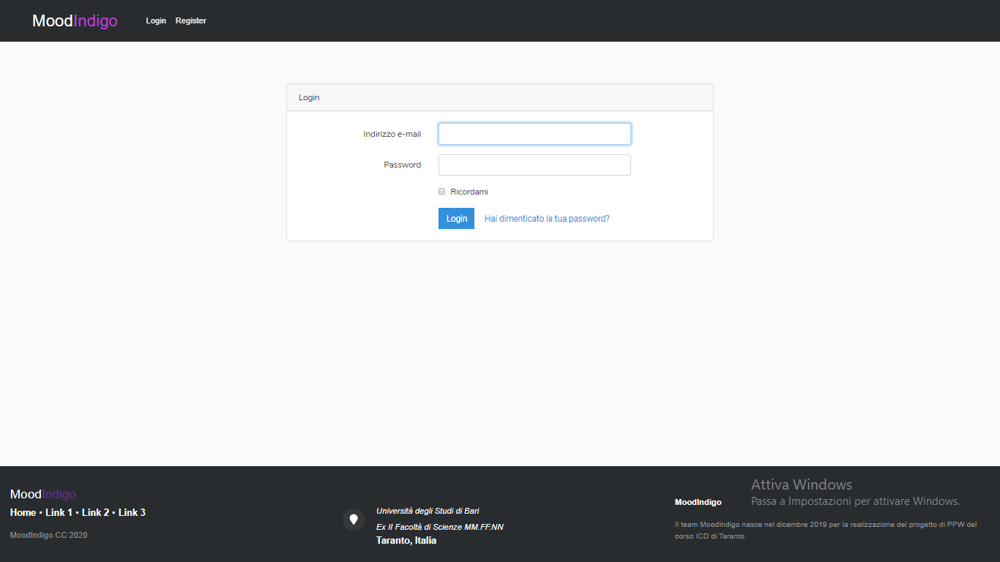 MoodIndigo Login Register
Login
Indirizzo e-mail
Password
Ricordami
Login Hai dimenticato la tua password?
MoodIndigo
Home • Link 1 • Link 2 • Link 3
MoodIndigo CC 2020
Università degli Studi di Bari
Ex II Facoltà di Scienze MM.FF.NN
Taranto, Italia
MoodIndigo
Il team MoodIndigo nasce nel dicembre 2019 per la realizzazione del progetto di PPW del
corso ICD di Taranto.
Attiva Windows
Passa a Impostazioni per attivare Windows.